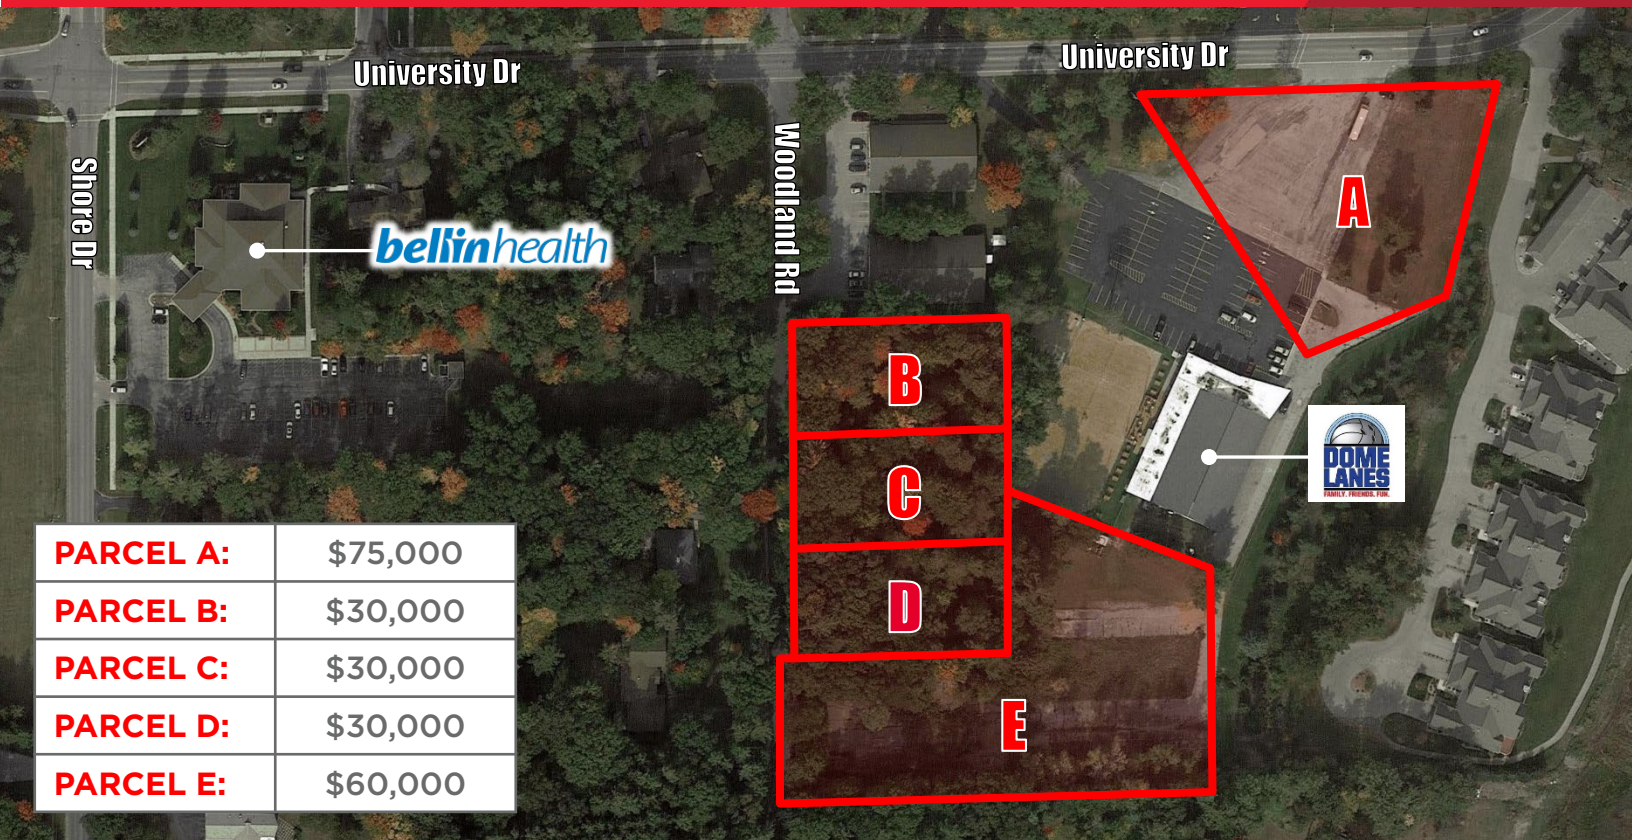 University Dr
University Dr
Shore Dr
Woodland Rd
bellinhealth
A
B
C
D
E
DOME
LANES
FAMILY. FRIENDS. FUN.
PARCEL A: $75,000
PARCEL B: $30,000
PARCEL C: $30,000
PARCEL D: $30,000
PARCEL E: $60,000